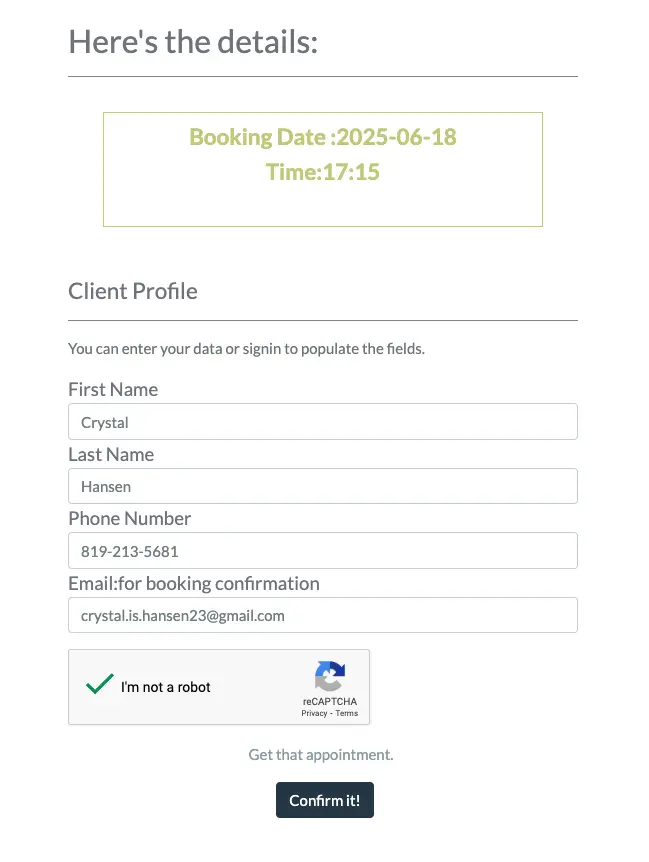 Here's the details:
Booking Date :2025-06-18
Time:17:15
Client Profile
You can enter your data or signin to populate the fields.
First Name
Crystal
Last Name
Hansen
Phone Number
819-213-5681
Email:for booking confirmation
crystal.is.hansen23@gmail.com
I'm not a robot
reCAPTCHA
Privacy - Terms
Get that appointment.
Confirm it!